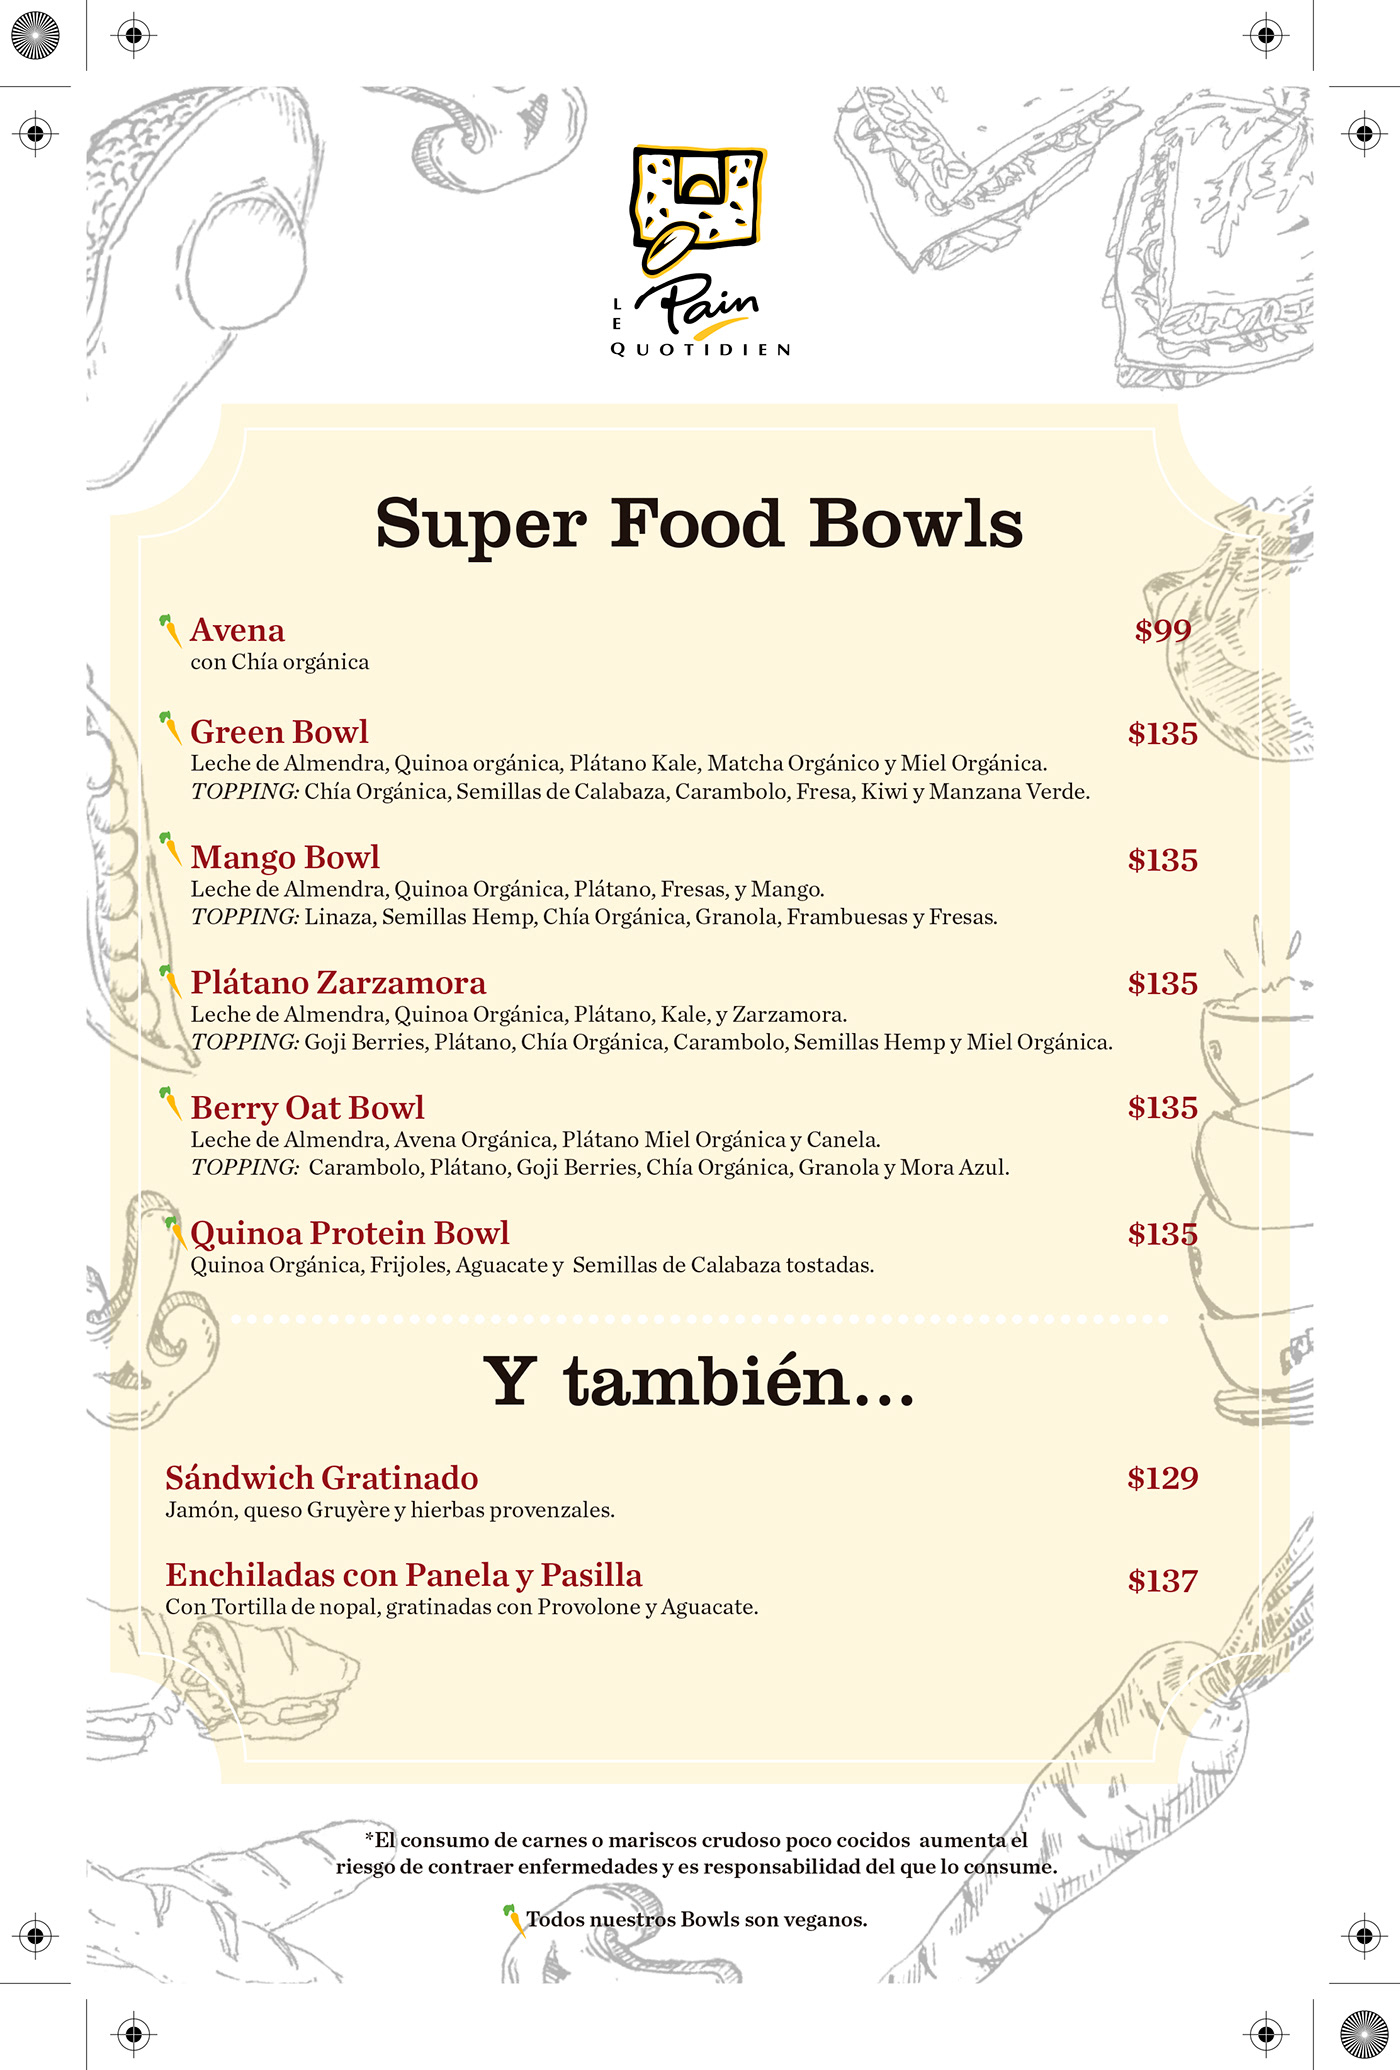 LE Pain
QUOTIDIEN
Super Food Bowls
Avena $99
con Chía orgánica
Green Bowl $135
Leche de Almendra, Quinoa orgánica, Plátano Kale, Matcha Orgánico y Miel Orgánica.
TOPPING: Chía Orgánica, Semillas de Calabaza, Carambolo, Fresa, Kiwi y Manzana Verde.
Mango Bowl $135
Leche de Almendra, Quinoa Orgánica, Plátano, Fresas, y Mango.
TOPPING: Linaza, Semillas Hemp, Chía Orgánica, Granola, Frambuesas y Fresas.
Plátano Zarzamora $135
Leche de Almendra, Quinoa Orgánica, Plátano, Kale, y Zarzamora.
TOPPING: Goji Berries, Plátano, Chía Orgánica, Carambolo, Semillas Hemp y Miel Orgánica.
Berry Oat Bowl $135
Leche de Almendra, Avena Orgánica, Plátano Miel Orgánica y Canela.
TOPPING: Carambolo, Plátano, Goji Berries, Chía Orgánica, Granola y Mora Azul.
Quinoa Protein Bowl $135
Quinoa Orgánica, Frijoles, Aguacate y Semillas de Calabaza tostadas.
Y también...
Sándwich Gratinado $129
Jamón, queso Gruyère y hierbas provenzales.
Enchiladas con Panela y Pasilla $137
Con Tortilla de nopal, gratinadas con Provolone y Aguacate.
*El consumo de carnes o mariscos crudoso poco cocidos aumenta el
riesgo de contraer enfermedades y es responsabilidad del que lo consume.
Todos nuestros Bowls son veganos.